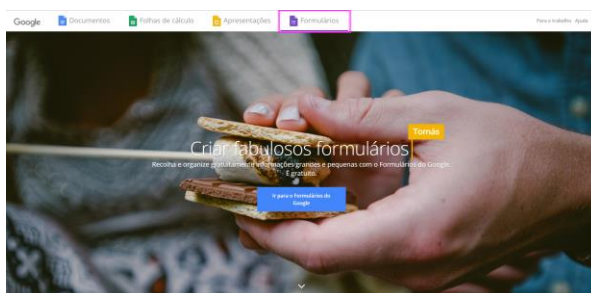 Google Documentos Folhas de cálculo Apresentações Formulários Para o trabalho Ajuda
Tomás
Criar fabulosos formulários
Recolha e organize gratuitamente informações grandes e pequenas com o Formulários do Google.
É gratuito.
Ir para o Formulários do
Google